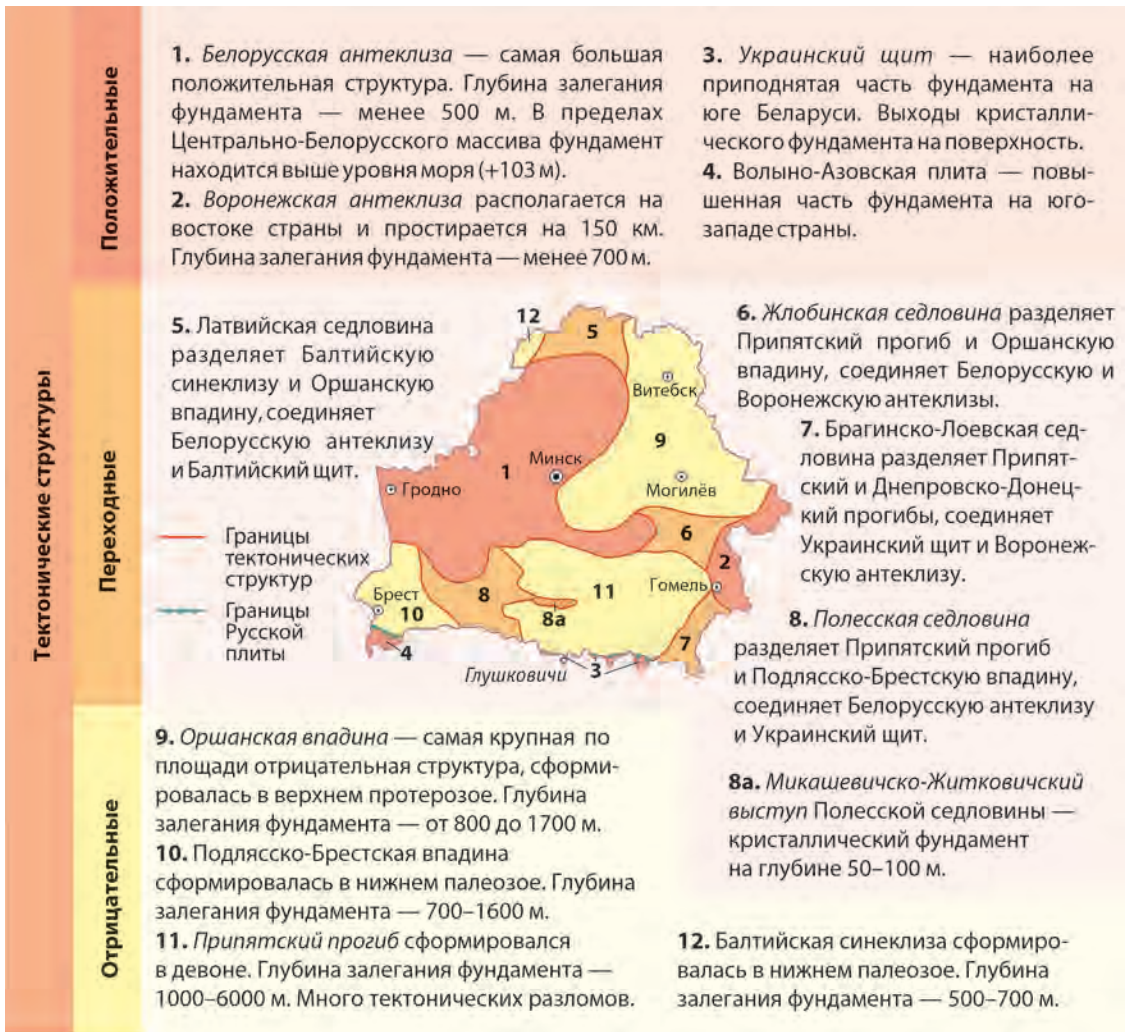 Тектонические структуры
Положительные
1. Белорусская антеклиза — самая большая
положительная структура. Глубина залегания
фундамента — менее 500 м. В пределах
Центрально-Белорусского массива фундамент
находится выше уровня моря (+103 м).
2. Воронежская антеклиза располагается на
востоке страны и простирается на 150 км.
Глубина залегания фундамента — менее 700 м.
3. Украинский щит — наиболее
приподнятая часть фундамента на
юге Беларуси. Выходы кристалли-
ческого фундамента на поверхность.
4. Волыно-Азовская плита — повы-
шенная часть фундамента на юго-
западе страны.
Переходные
5. Латвийская седловина
разделяет Балтийскую
синеклизу и Оршанскую
впадину, соединяет
Белорусскую антеклизу
и Балтийский щит.
Границы
тектонических
структур
Границы
Русской
плиты
12
5
Витебск
9
Минск
1
Гродно
Могилёв
6
2
Гомель
11
8
8а
Брест
10
7
4
3
Глушковичи
6. Жлобинская седловина разделяет
Припятский прогиб и Оршанскую
впадину, соединяет Белорусскую и
Воронежскую антеклизы.
7. Брагинско-Лоевская сед-
ловина разделяет Припят-
ский и Днепровско-Донец-
кий прогибы, соединяет
Украинский щит и Воронеж-
скую антеклизу.
8. Полесская седловина
разделяет Припятский прогиб
и Подлясско-Брестскую впадину,
соединяет Белорусскую антеклизу
и Украинский щит.
8а. Микашевичско-Житковичский
выступ Полесской седловины —
кристаллический фундамент
на глубине 50–100 м.
Отрицательные
9. Оршанская впадина — самая крупная по
площади отрицательная структура, сформи-
ровалась в верхнем протерозое. Глубина
залегания фундамента — от 800 до 1700 м.
10. Подлясско-Брестская впадина
сформировалась в нижнем палеозое. Глубина
залегания фундамента — 700–1600 м.
11. Припятский прогиб сформировался
в девоне. Глубина залегания фундамента —
1000–6000 м. Много тектонических разломов.
12. Балтийская синеклиза сформиро-
валась в нижнем палеозое. Глубина
залегания фундамента — 500–700 м.